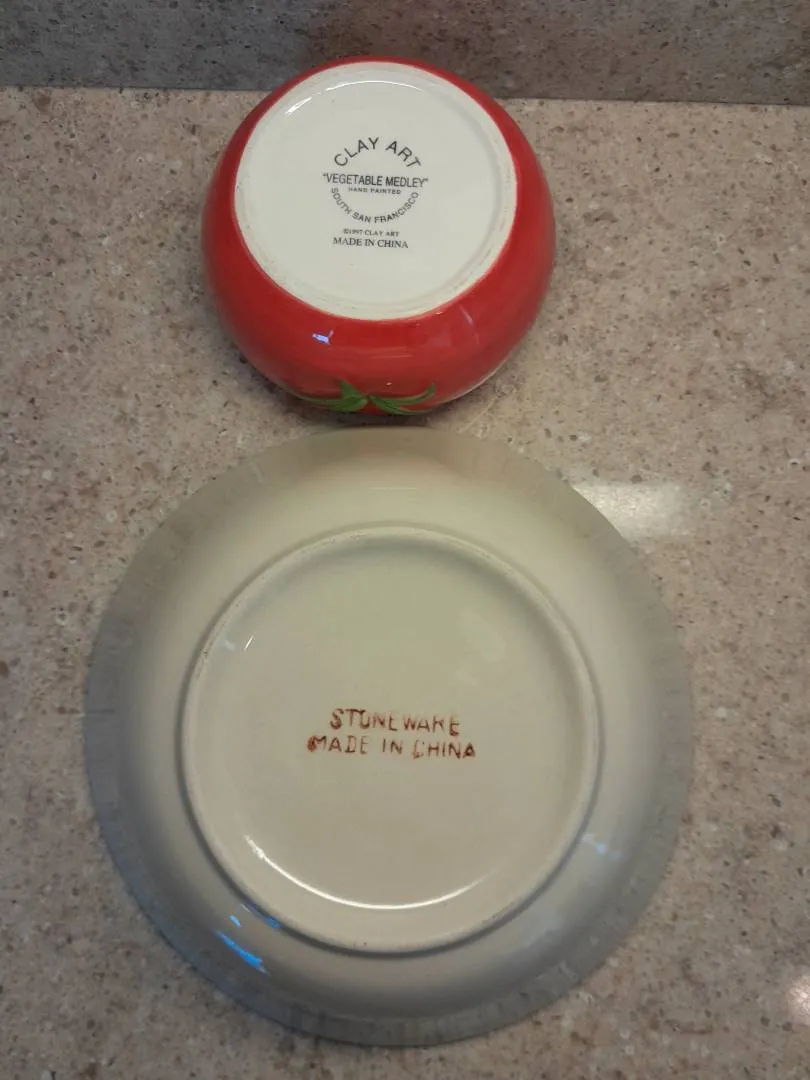 CLAY ART
"VEGETABLE MEDLEY"
HAND PAINTED
SOUTH SAN FRANCISCO
©1997 CLAY ART
MADE IN CHINA
STONEWARE
MADE IN CHINA